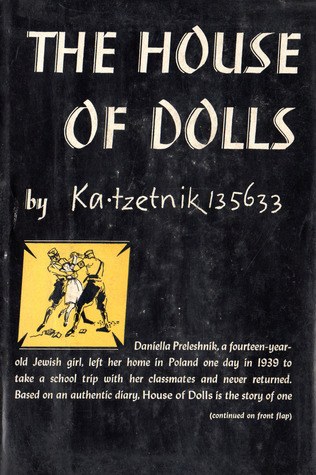 THE HOUSE
OF DOLLS
by Ka•tzetnik 135633
Daniella Preleshnik, a fourteen-year-
old Jewish girl, left her home in Poland one day in 1939 to
take a school trip with her classmates and never returned.
Based on an authentic diary, House of Dolls is the story of one
(continued on front flap)